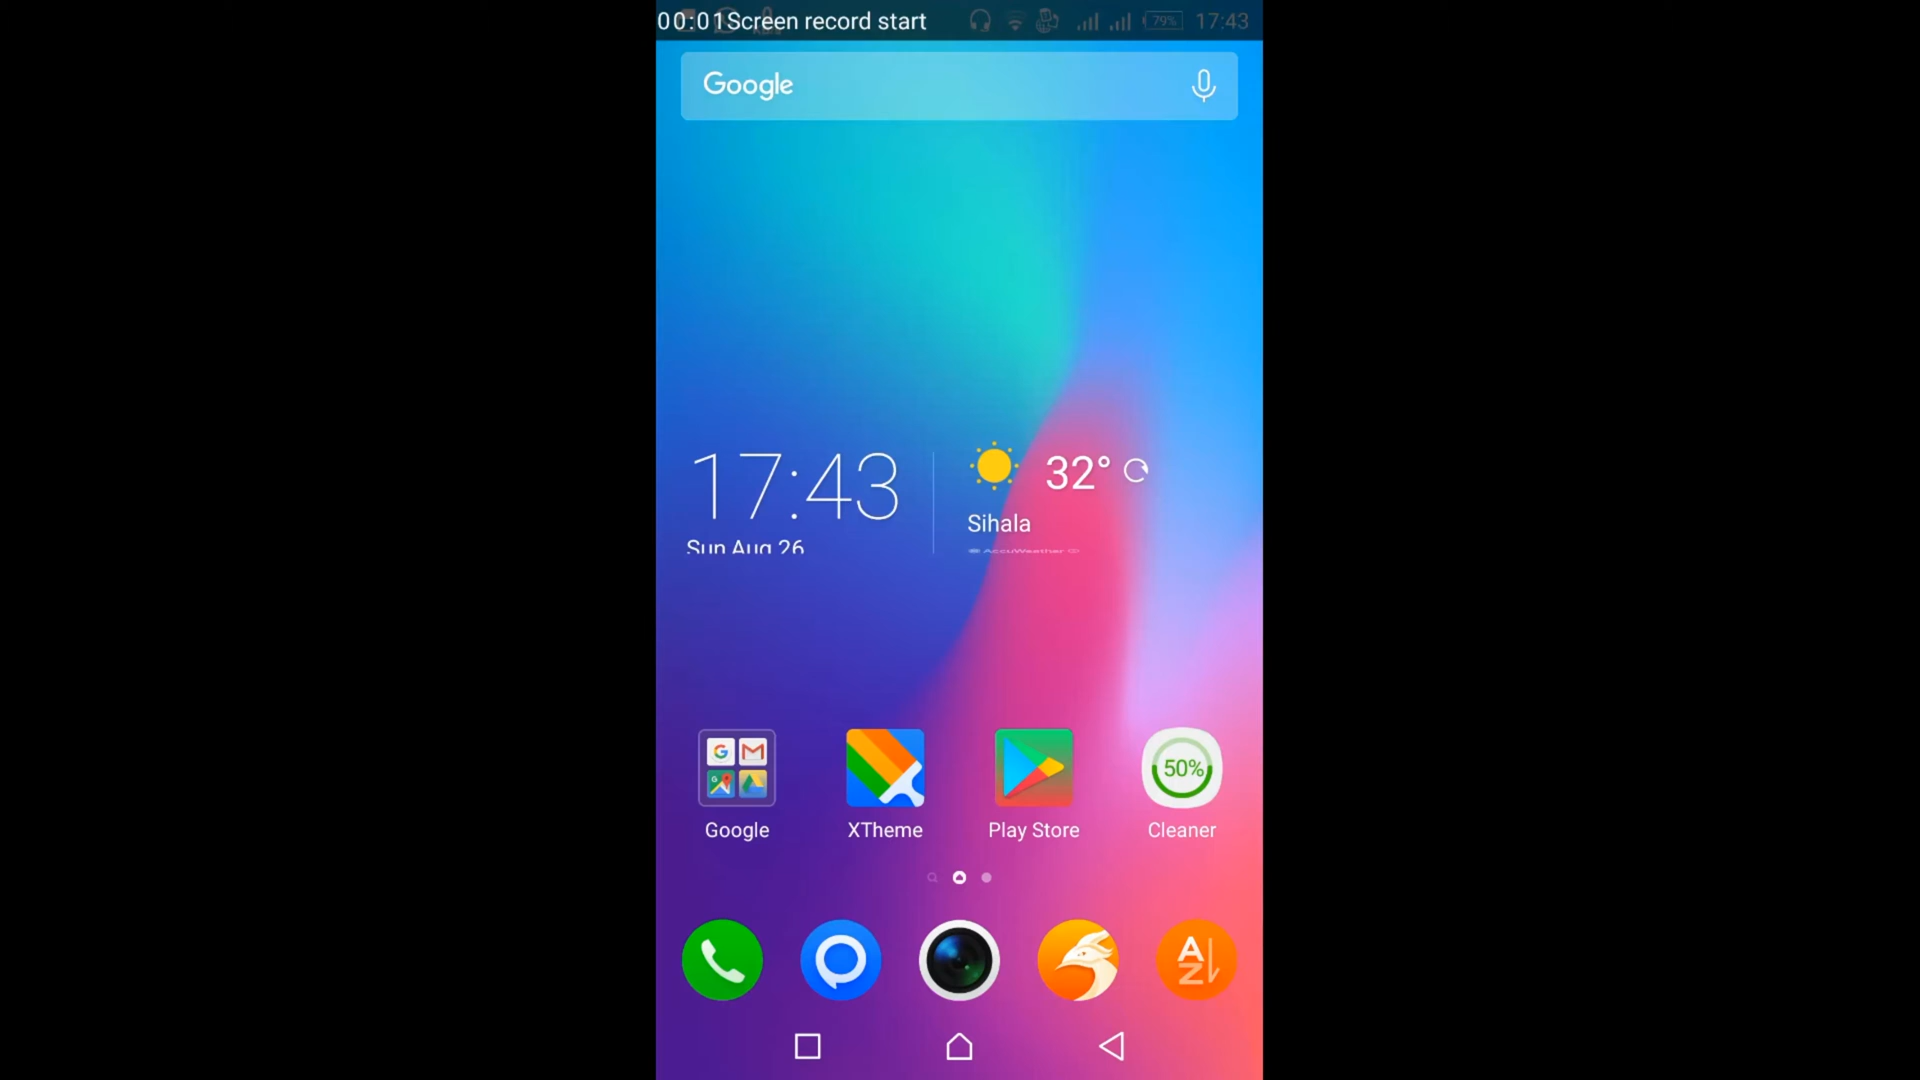 00:01Screen record start 79% 17:43
Google
17:43
32°
Sihala
Sun Aug 26
AccuWeather
50%
Google XTheme Play Store Cleaner
A
Z